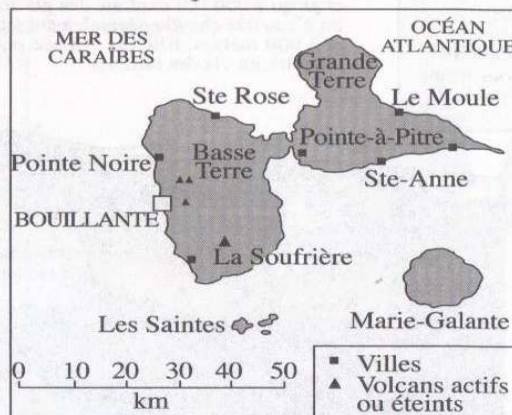 MER DES
CARAÏBES
OCÉAN
ATLANTIQUE
Grande
Terre
Ste Rose
Le Moule
Pointe-à-Pitre
Pointe Noire
Basse
Terre
Ste-Anne
BOUILLANTE
La Soufrière
Les Saintes
Marie-Galante
0 10 20 30 40 50
km
Villes
Volcans actifs
ou éteints